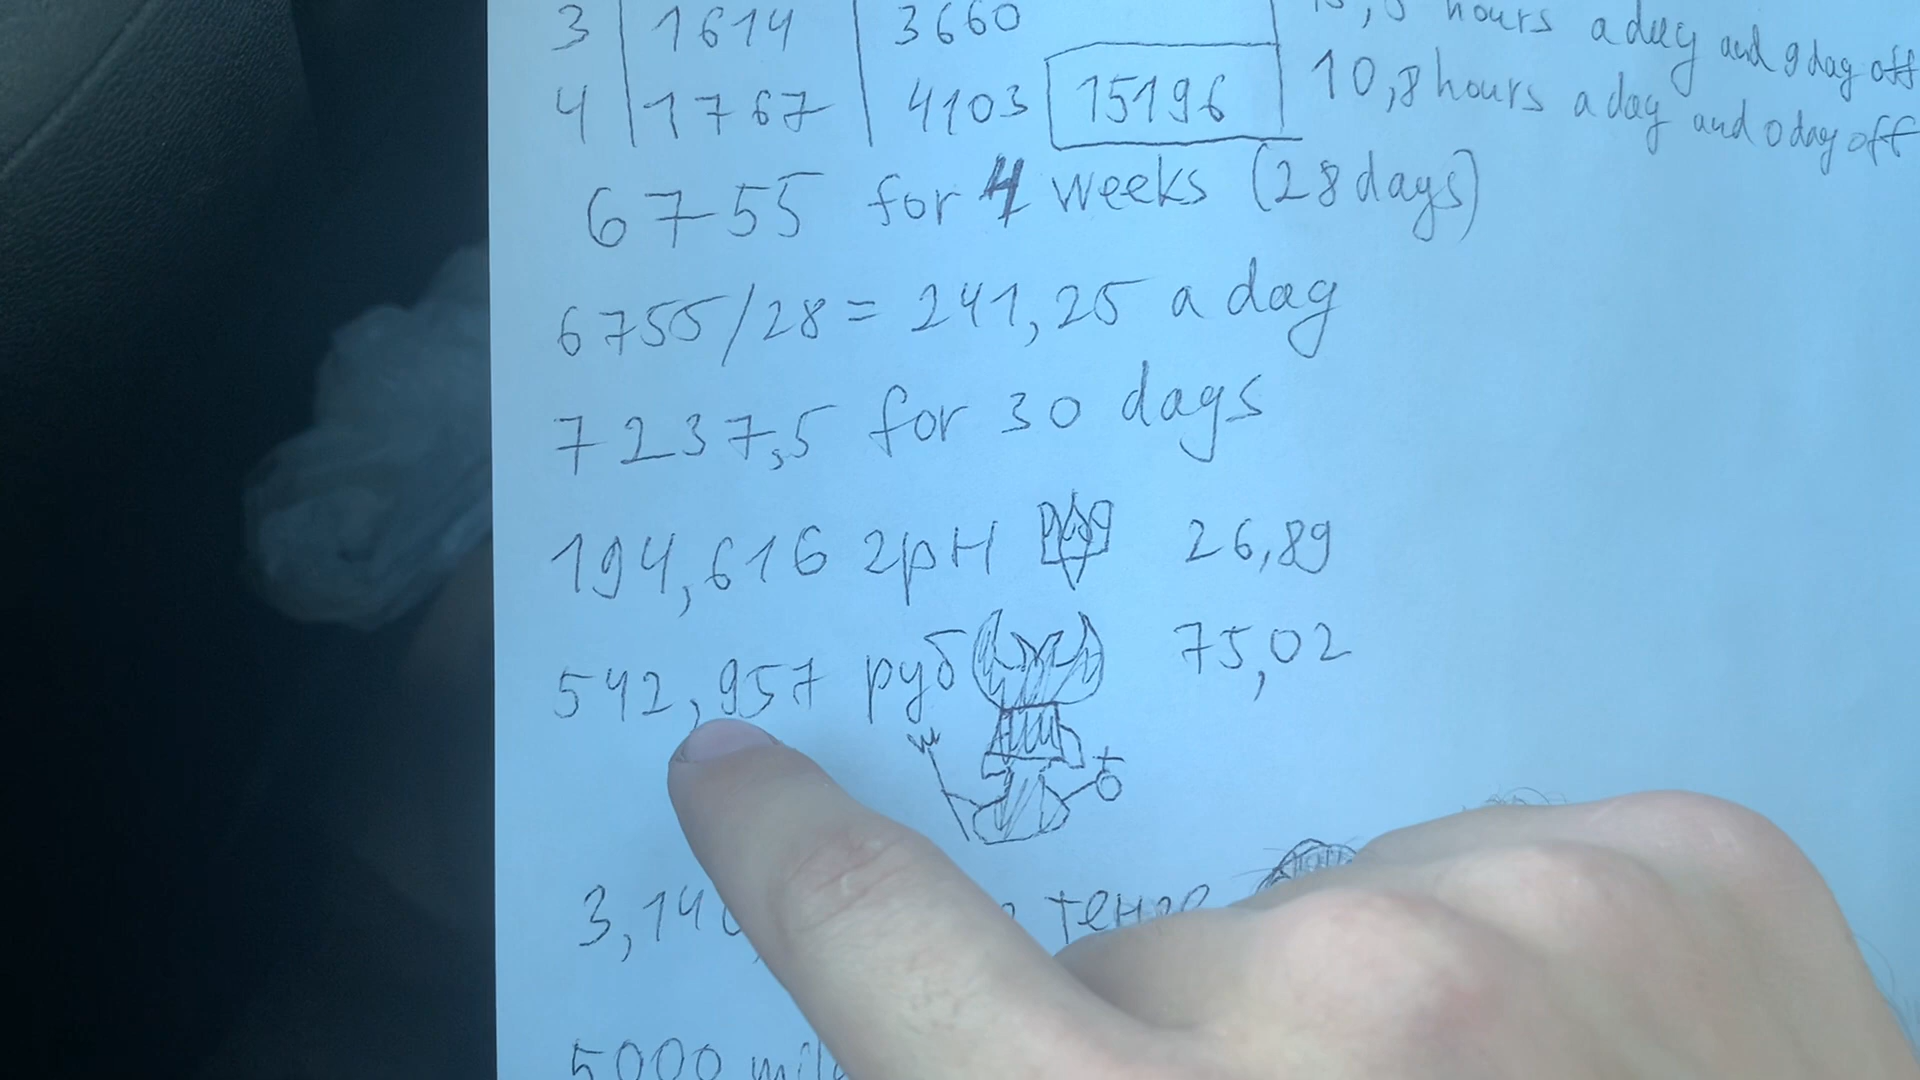 3 1614 3660
hours a day and 9 day off
4 1767 4103 15196
10,8 hours a day and 0 day off
6755 for 4 weeks (28 days)
6755/28 = 241,25 a day
7237,5 for 30 days
194,616 грн 26,89
542,957 руб 75,02
3,14 тенге
5000